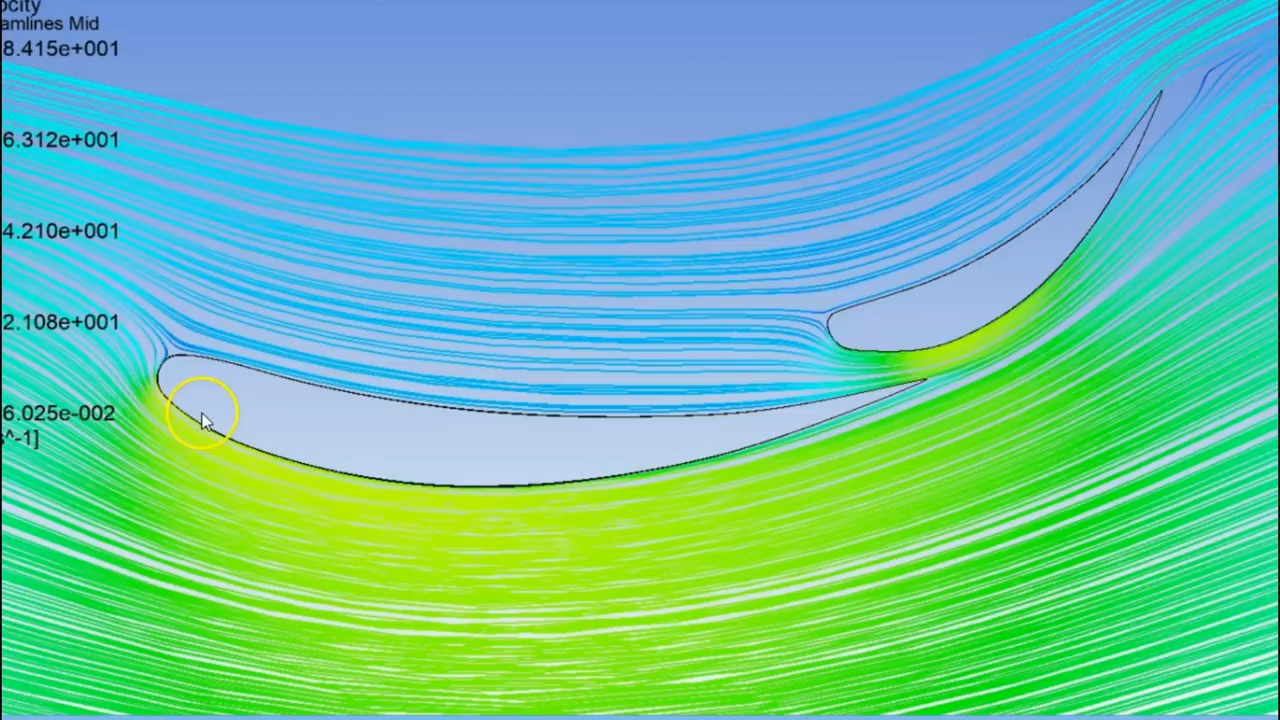 ocity
amlines Mid
8.415e+001
6.312e+001
4.210e+001
2.108e+001
6.025e-002
s^-1]